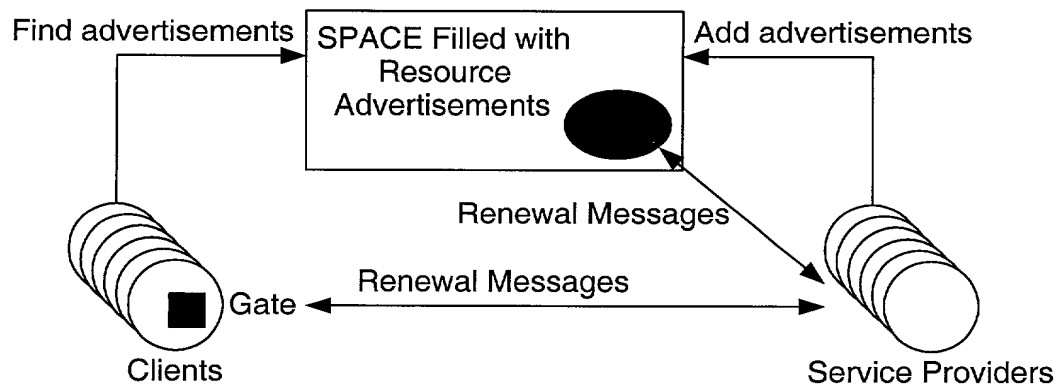 Find advertisements
SPACE Filled with
Resource
Advertisements
Add advertisements
Renewal Messages
Renewal Messages
Gate
Clients
Service Providers